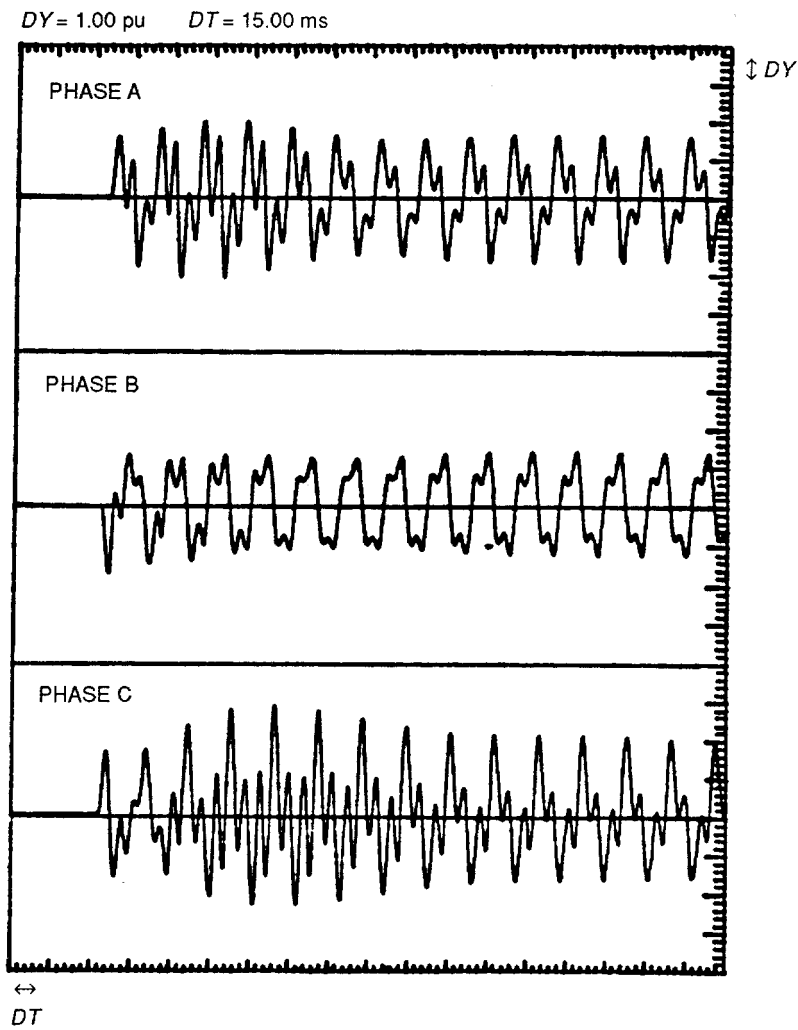 DY = 1.00 pu DT = 15.00 ms
↕ DY
PHASE A
PHASE B
PHASE C
↔
DT